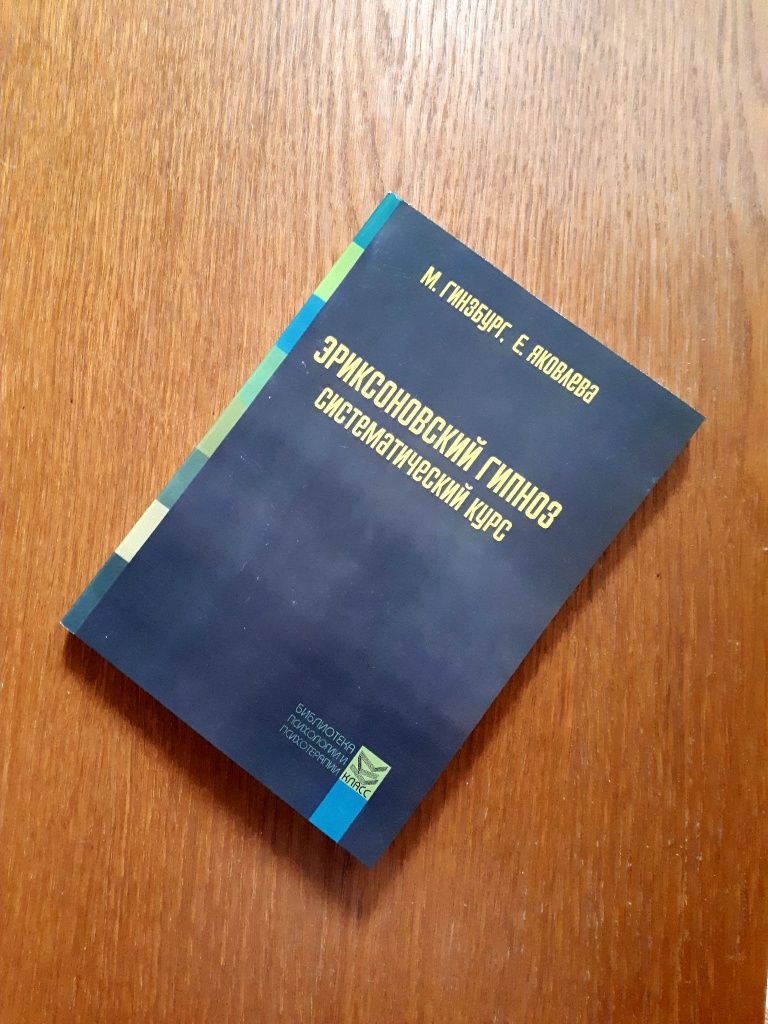 М. ГИНЗБУРГ, Е. ЯКОВЛЕВА
ЭРИКСОНОВСКИЙ ГИПНОЗ
СИСТЕМАТИЧЕСКИЙ КУРС
БИБЛИОТЕКА
ПСИХОЛОГИИ И
ПСИХОТЕРАПИИ
КЛАСС